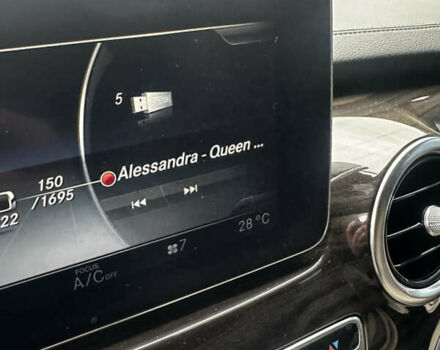 5
Alessandra - Queen ...
150
/1695
22
28 °C
7
FOCUS
A/C OFF